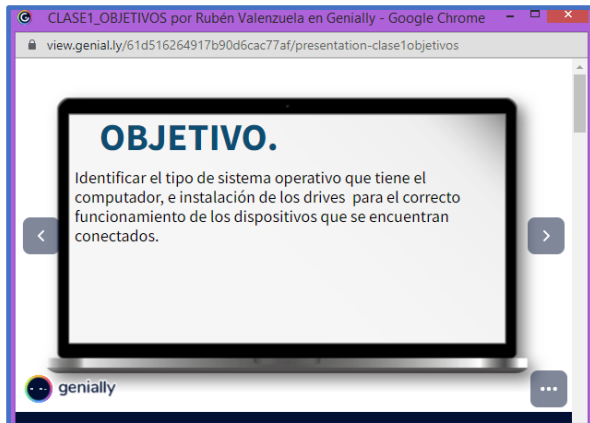 CLASE1_OBJETIVOS por Rubén Valenzuela en Genially - Google Chrome
view.genial.ly/61d516264917b90d6cac77af/presentation-clase1objetivos
OBJETIVO.
Identificar el tipo de sistema operativo que tiene el
computador, e instalación de los drives para el correcto
funcionamiento de los dispositivos que se encuentran
conectados.
genially